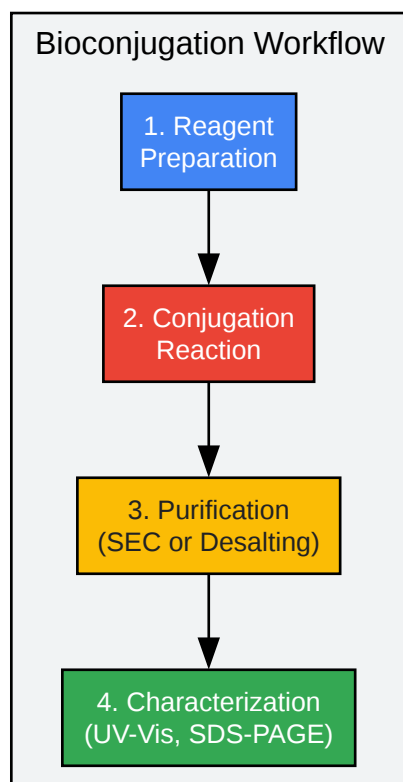 Bioconjugation Workflow
1. Reagent
Preparation
2. Conjugation
Reaction
3. Purification
(SEC or Desalting)
4. Characterization
(UV-Vis, SDS-PAGE)